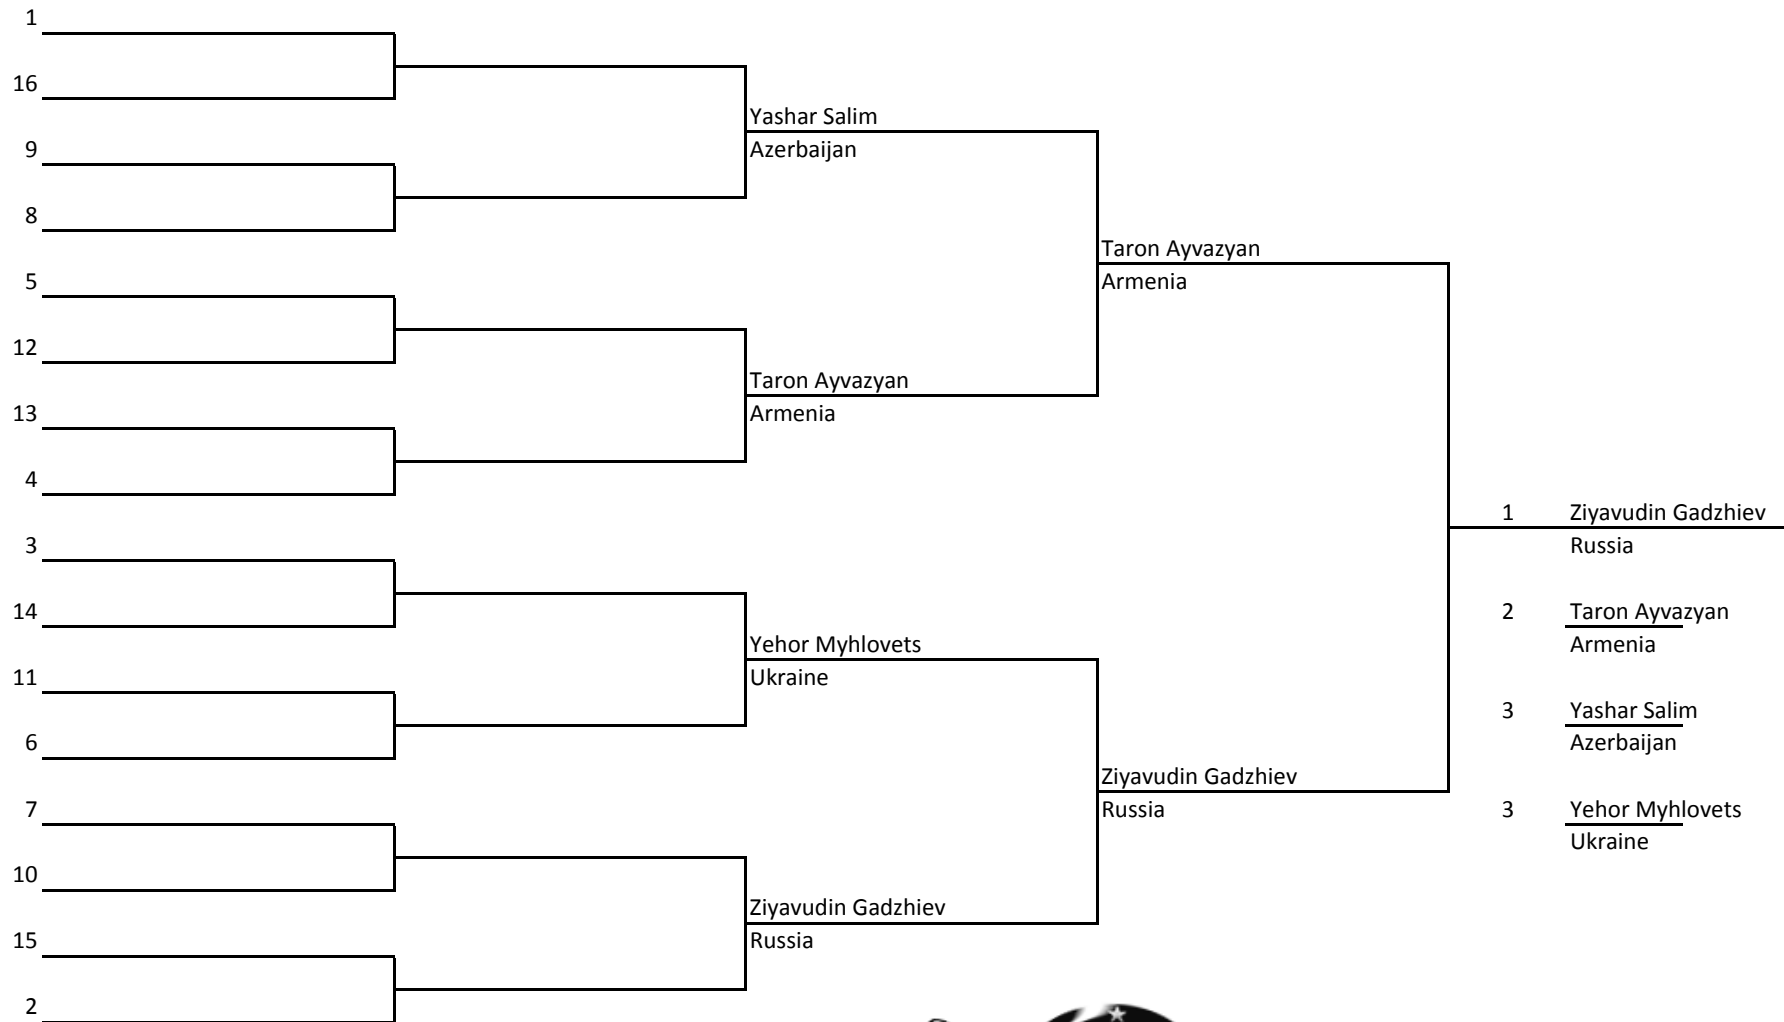 1
16
Yashar Salim
9
Azerbaijan
8
Taron Ayvazyan
5
Armenia
12
Taron Ayvazyan
13
Armenia
4
1 Ziyavudin Gadzhiev
3
Russia
14
2 Taron Ayvazyan
Yehor Myhlovets
Armenia
11
Ukraine
3 Yashar Salim
6
Azerbaijan
Ziyavudin Gadzhiev
7
Russia
3 Yehor Myhlovets
Ukraine
10
Ziyavudin Gadzhiev
15
Russia
2